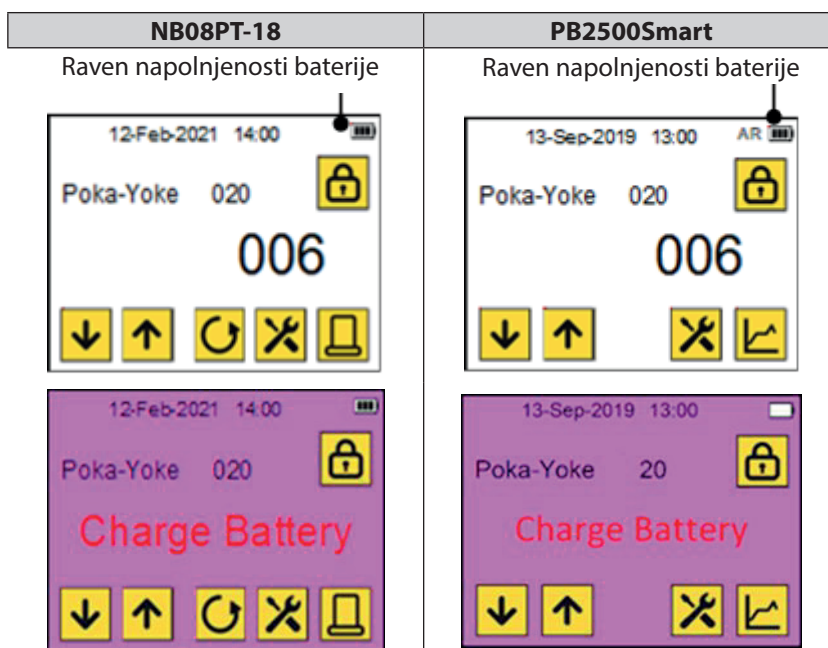 NB08PT-18
PB2500Smart
Raven napolnjenosti baterije
Raven napolnjenosti baterije
12-Feb-2021 14:00
Poka-Yoke 020
006
13-Sep-2019 13:00 AR
Poka-Yoke 020
006
12-Feb-2021 14:00
Poka-Yoke 020
Charge Battery
13-Sep-2019 13:00
Poka-Yoke 20
Charge Battery